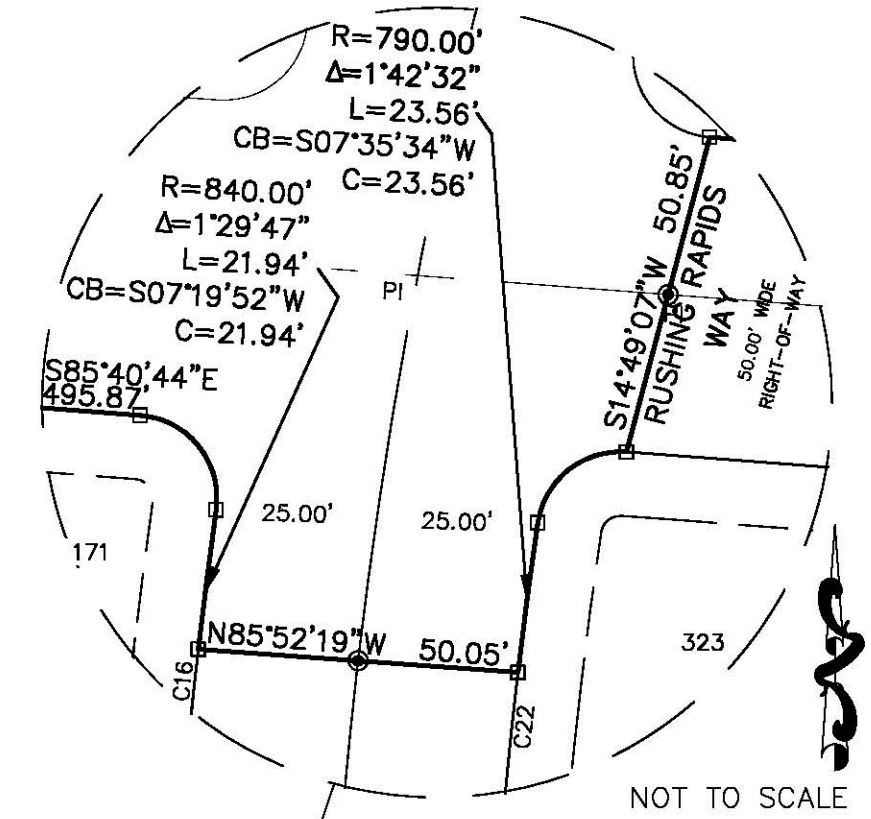 R=790.00'
Δ=1°42'32"
L=23.56'
CB=S07°35'34"W
C=23.56'
R=840.00'
Δ=1°29'47"
L=21.94'
CB=S07°19'52"W
C=21.94'
PI
S85°40'44"E
495.87'
S14°49'07"W 50.85'
RUSHING RAPIDS
WAY
50.00' WIDE
RIGHT-OF-WAY
25.00'
25.00'
171
N85°52'19"W 50.05'
323
C16
C22
NOT TO SCALE